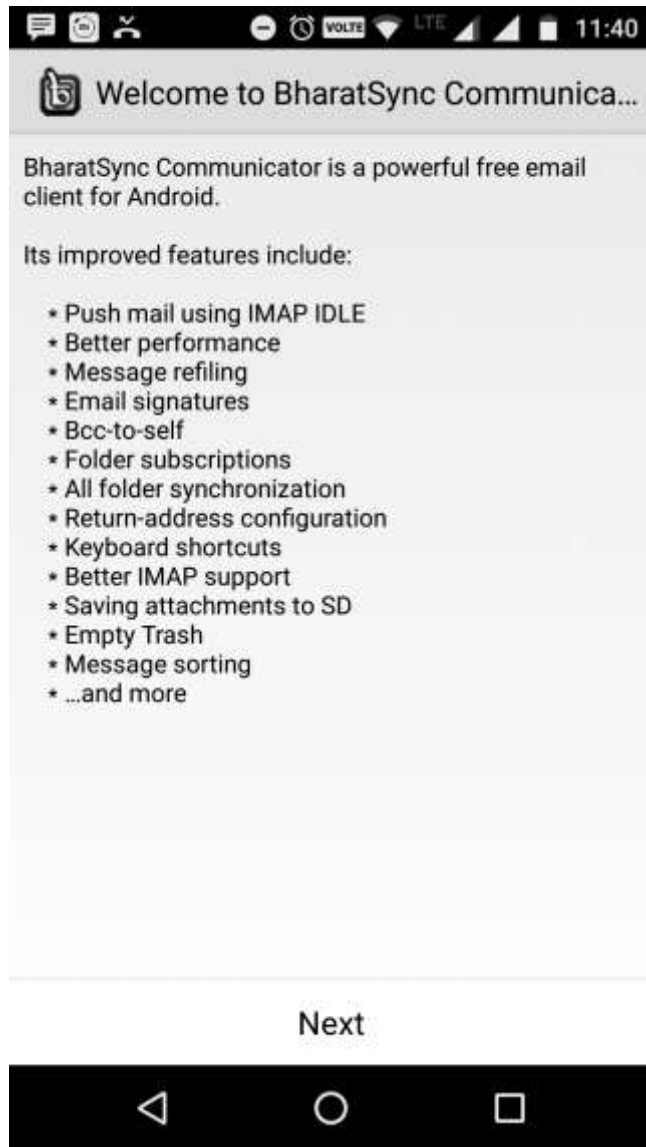 VOLTE LTE 11:40
Welcome to BharatSync Communica...
BharatSync Communicator is a powerful free email
client for Android.
Its improved features include:
* Push mail using IMAP IDLE
* Better performance
* Message refiling
* Email signatures
* Bcc-to-self
* Folder subscriptions
* All folder synchronization
* Return-address configuration
* Keyboard shortcuts
* Better IMAP support
* Saving attachments to SD
* Empty Trash
* Message sorting
* ...and more
Next